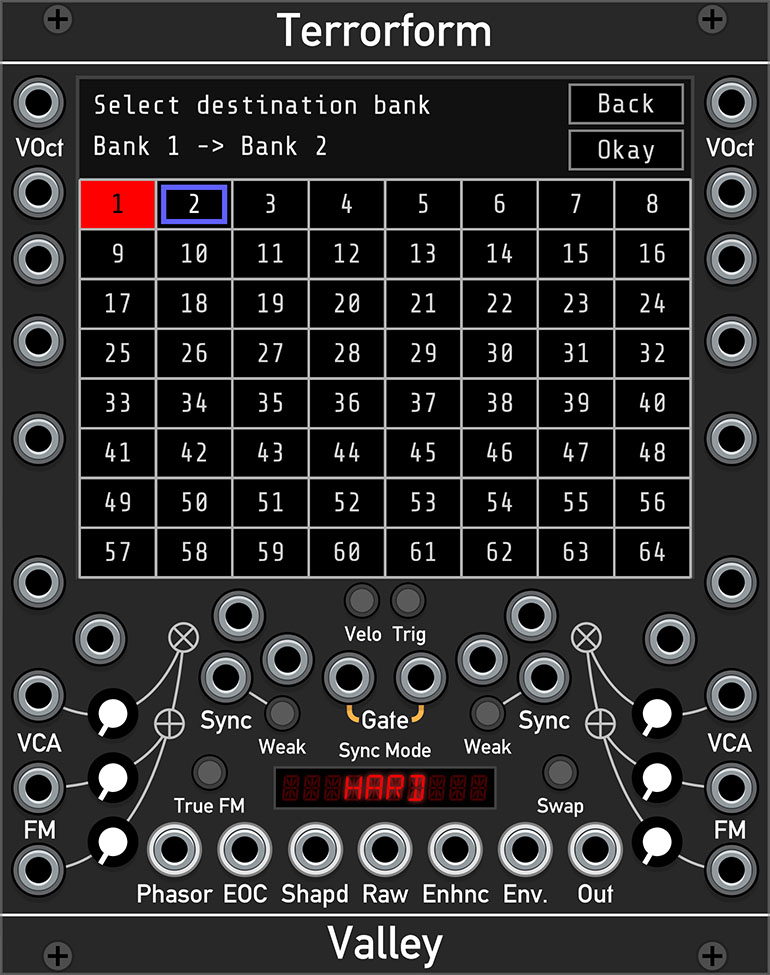 Terrorform
Select destination bank Back
Bank 1 -> Bank 2 Okay
VOct VOct
1 2 3 4 5 6 7 8
9 10 11 12 13 14 15 16
17 18 19 20 21 22 23 24
25 26 27 28 29 30 31 32
33 34 35 36 37 38 39 40
41 42 43 44 45 46 47 48
49 50 51 52 53 54 55 56
57 58 59 60 61 62 63 64
Velo Trig
Sync Gate Sync
VCA Weak Sync Mode Weak VCA
HARD
True FM Swap
FM FM
Phasor EOC Shapd Raw Enhnc Env. Out
Valley